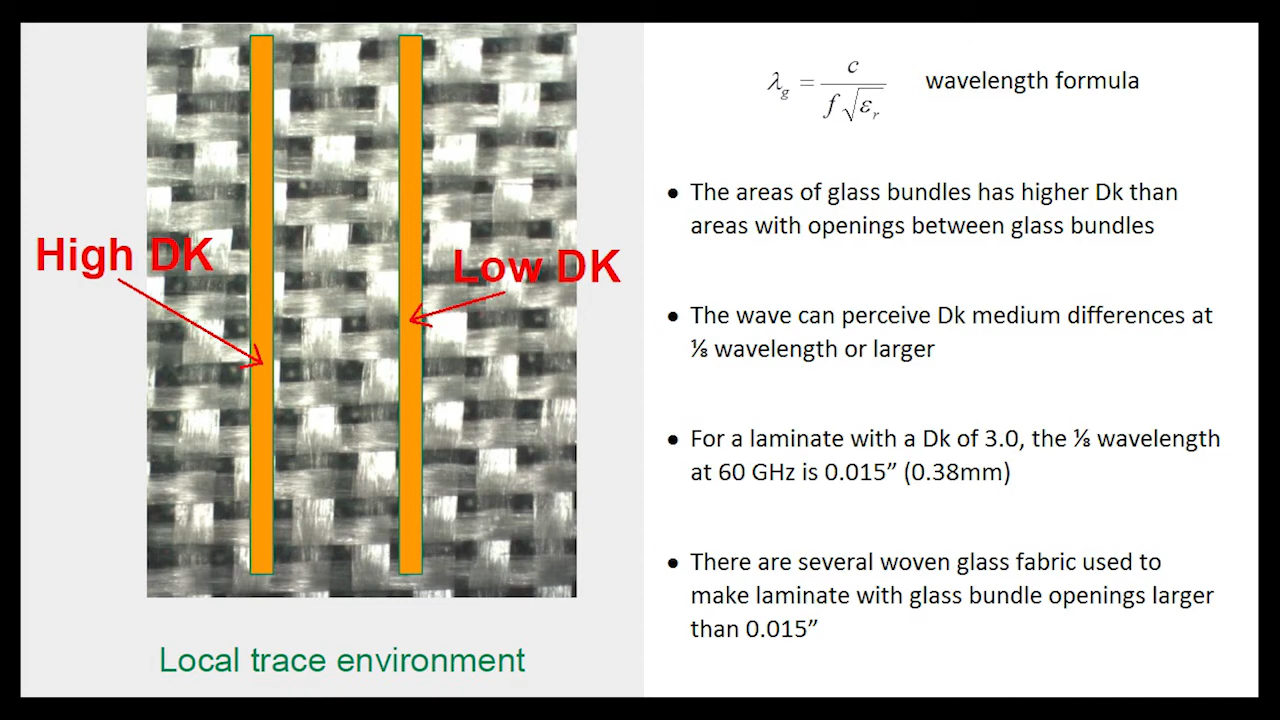 High DK
Low DK
Local trace environment
λg = c / f√εr wavelength formula
● The areas of glass bundles has higher Dk than
areas with openings between glass bundles
● The wave can perceive Dk medium differences at
⅛ wavelength or larger
● For a laminate with a Dk of 3.0, the ⅛ wavelength
at 60 GHz is 0.015” (0.38mm)
● There are several woven glass fabric used to
make laminate with glass bundle openings larger
than 0.015”